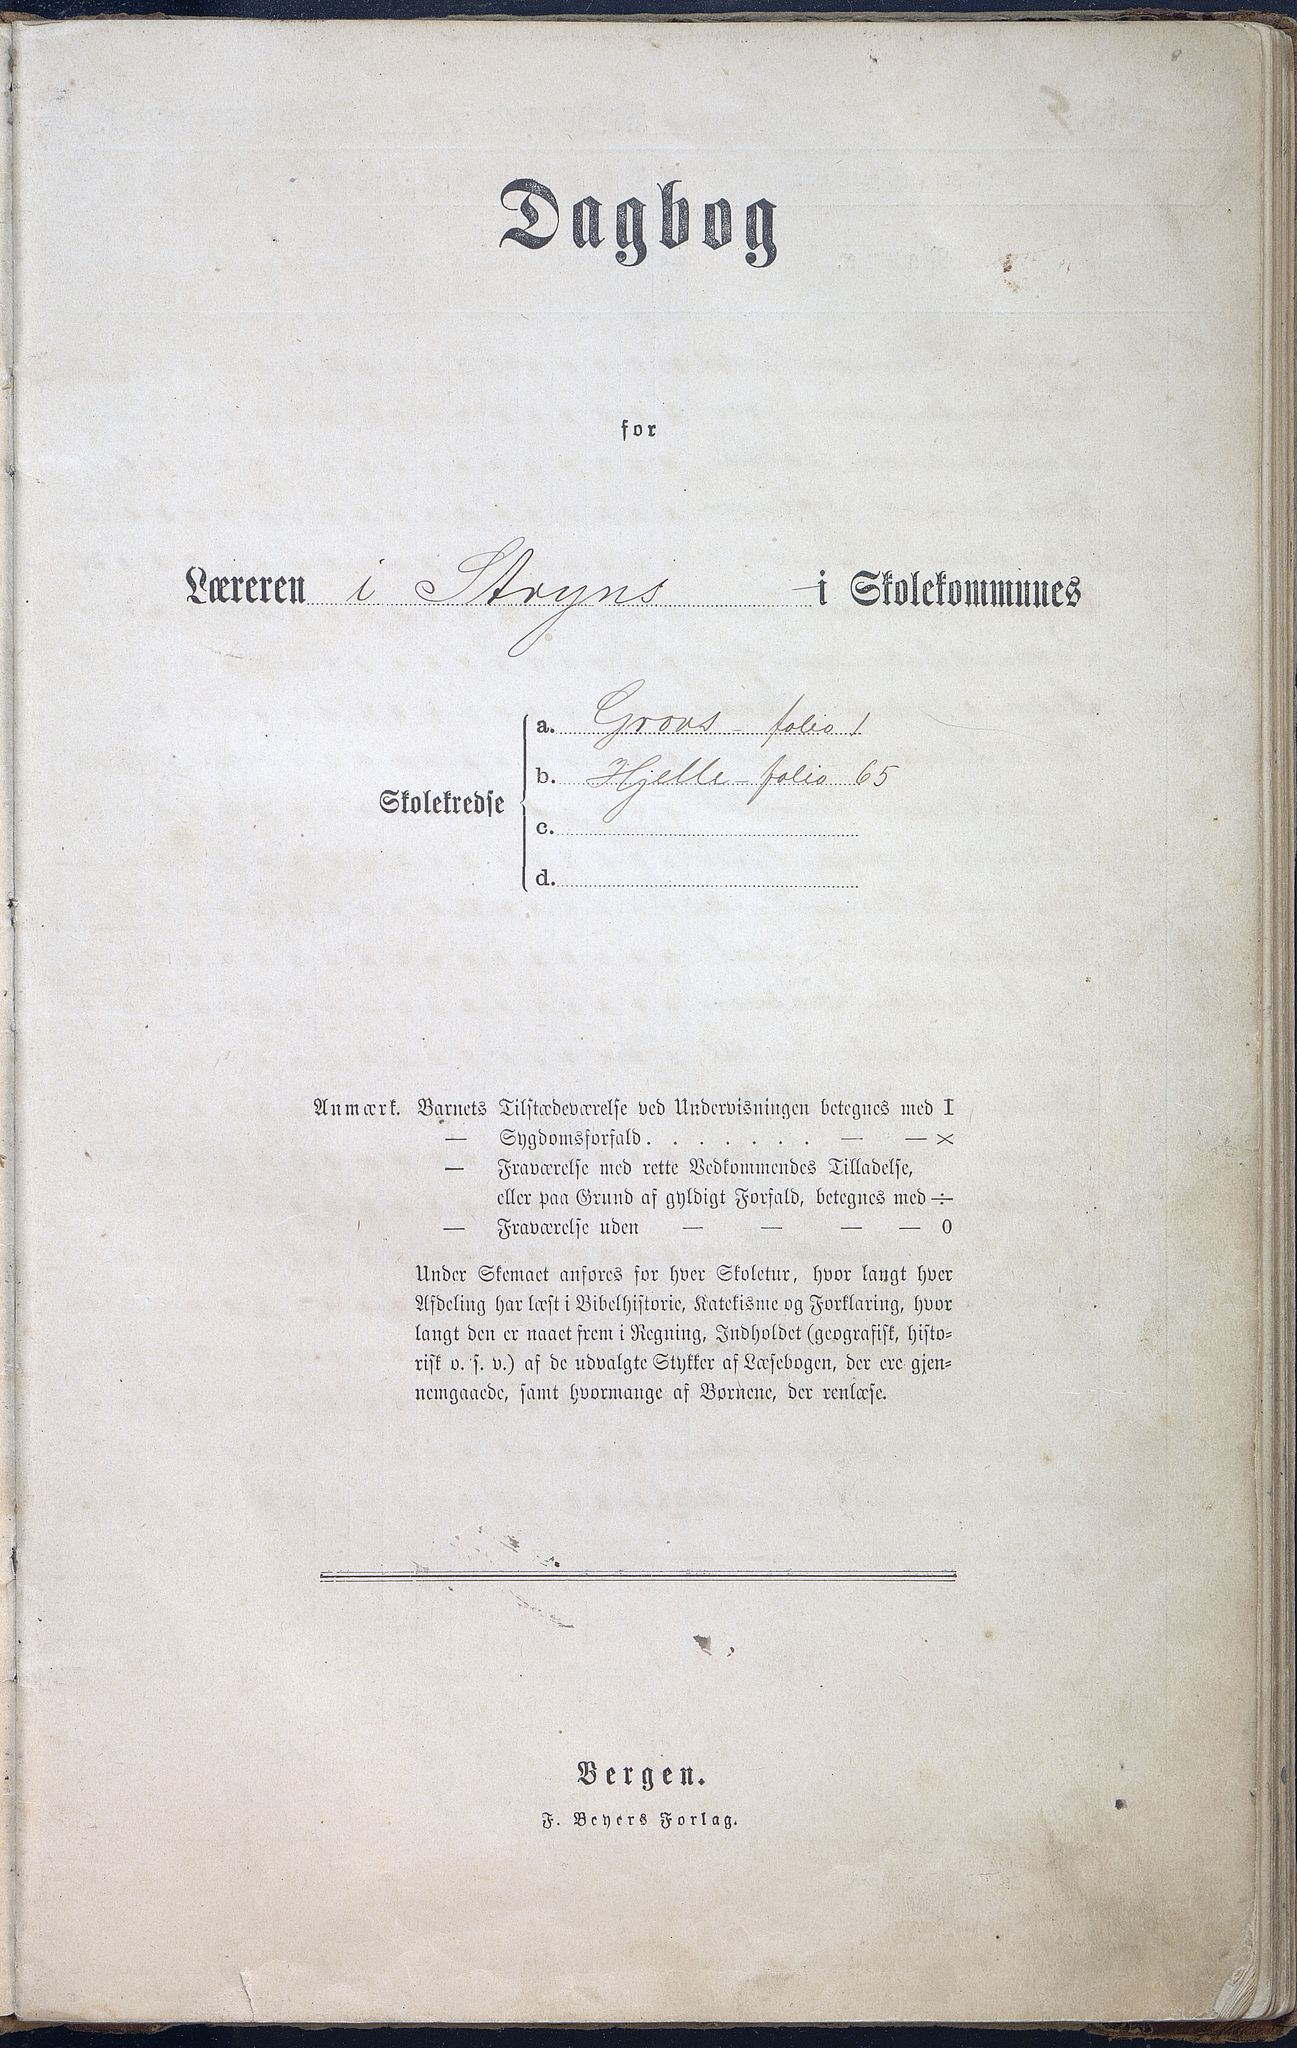 Dagbog
for
Læreren i Stryns i Skolekommunes
Skolekredse
a. Grovs - folio 1
b. Hjelle - folio 65
c.
d.
Anmærk. Barnets Tilstædeværelse ved Undervisningen betegnes med I
— Sygdomsforfald . . . . . . . — — ×
— Fraværelse med rette Vedkommendes Tilladelse,
eller paa Grund af gyldigt Forfald, betegnes med ÷
— Fraværelse uden — — — — 0
Under Skemaet anføres for hver Skoletur, hvor langt hver
Afdeling har læst i Bibelhistorie, Katekisme og Forklaring, hvor
langt den er naaet frem i Regning, Indholdet (geografisk, histo-
risk o. s. v.) af de udvalgte Stykker af Læsebogen, der ere gjen-
nemgaaede, samt hvormange af Børnene, der renlæse.
Bergen.
F. Beyers Forlag.